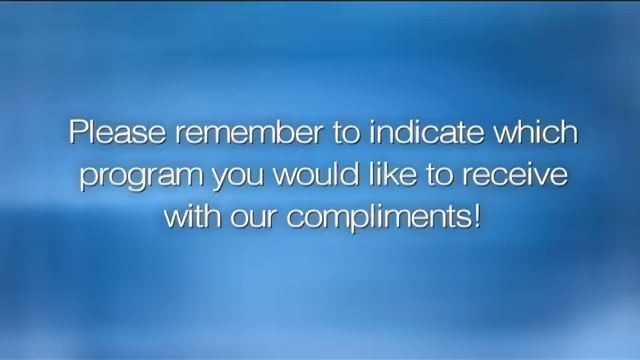 Please remember to indicate which
program you would like to receive
with our compliments!